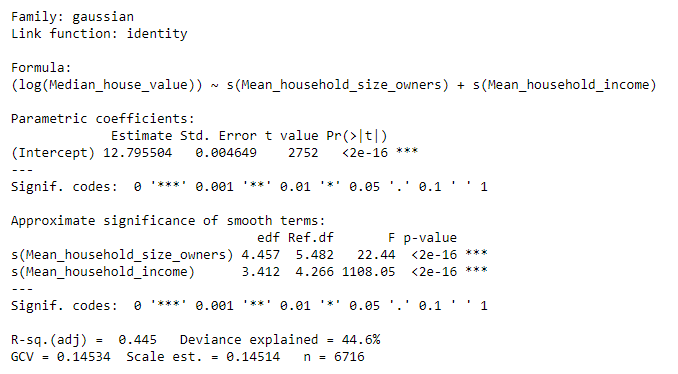 Family: gaussian
Link function: identity

Formula:
(log(Median_house_value)) ~ s(Mean_household_size_owners) + s(Mean_household_income)

Parametric coefficients:
            Estimate Std. Error t value Pr(>|t|)
(Intercept) 12.795504   0.004649    2752   <2e-16 ***
---
Signif. codes:  0 '***' 0.001 '**' 0.01 '*' 0.05 '.' 0.1 ' ' 1

Approximate significance of smooth terms:
                                edf Ref.df       F p-value
s(Mean_household_size_owners) 4.457  5.482   22.44  <2e-16 ***
s(Mean_household_income)      3.412  4.266 1108.05  <2e-16 ***
---
Signif. codes:  0 '***' 0.001 '**' 0.01 '*' 0.05 '.' 0.1 ' ' 1

R-sq.(adj) =  0.445   Deviance explained = 44.6%
GCV = 0.14534  Scale est. = 0.14514   n = 6716